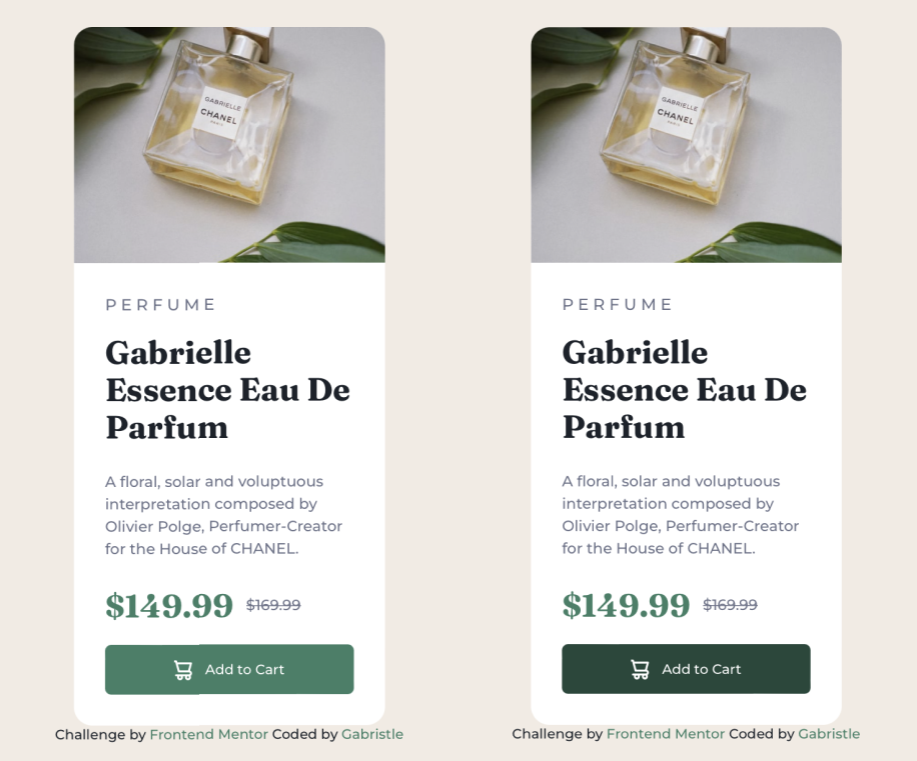 GABRIELLE
CHANEL
PARIS
PERFUME
Gabrielle
Essence Eau De
Parfum
A floral, solar and voluptuous
interpretation composed by
Olivier Polge, Perfumer-Creator
for the House of CHANEL.
$149.99 $169.99
Add to Cart
Challenge by Frontend Mentor Coded by Gabristle
GABRIELLE
CHANEL
PARIS
PERFUME
Gabrielle
Essence Eau De
Parfum
A floral, solar and voluptuous
interpretation composed by
Olivier Polge, Perfumer-Creator
for the House of CHANEL.
$149.99 $169.99
Add to Cart
Challenge by Frontend Mentor Coded by Gabristle